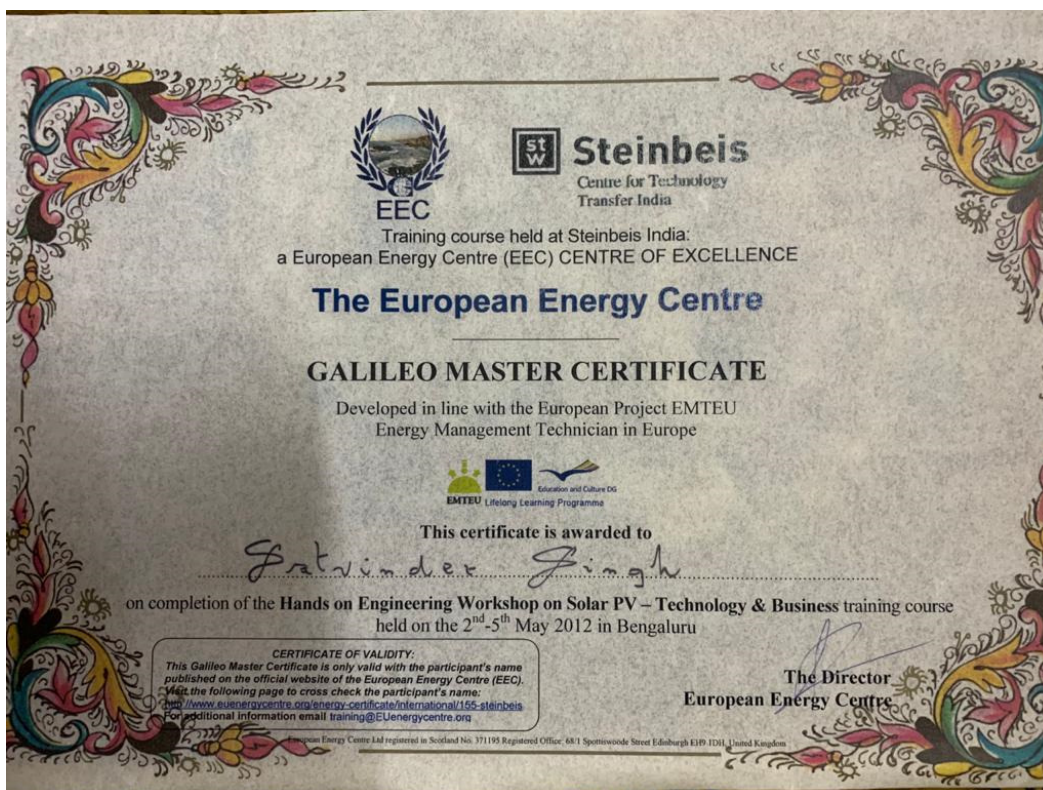 EEC
st
w
Steinbeis
Centre for Technology
Transfer India
Training course held at Steinbeis India:
a European Energy Centre (EEC) CENTRE OF EXCELLENCE
The European Energy Centre
GALILEO MASTER CERTIFICATE
Developed in line with the European Project EMTEU
Energy Management Technician in Europe
EMTEU
Education and Culture DG
Lifelong Learning Programme
This certificate is awarded to
Satvinder Singh
on completion of the Hands on Engineering Workshop on Solar PV – Technology & Business training course
held on the 2nd-5th May 2012 in Bengaluru
CERTIFICATE OF VALIDITY:
This Galileo Master Certificate is only valid with the participant's name
published on the official website of the European Energy Centre (EEC).
Visit the following page to cross check the participant's name:
http://www.euenergycentre.org/energy-certificate/international/155-steinbeis
For additional information email training@EUenergycentre.org
The Director
European Energy Centre
European Energy Centre Ltd registered in Scotland No. 371195 Registered Office, 68/1 Spottiswoode Street Edinburgh EH9 1DH, United Kingdom